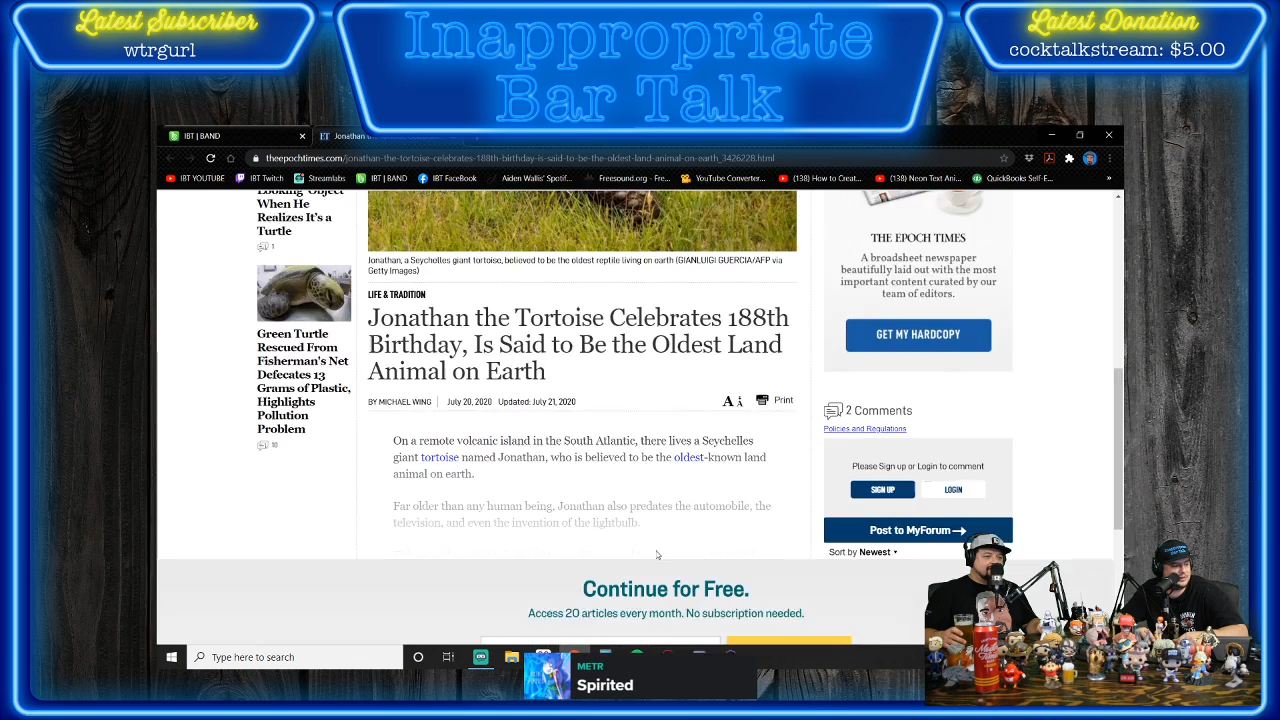 Latest Subscriber
wtrgurl
Inappropriate
Bar Talk
Latest Donation
cocktalkstream: $5.00
IBT | BAND
ET Jonathan the
theepochtimes.com/jonathan-the-tortoise-celebrates-188th-birthday-is-said-to-be-the-oldest-land-animal-on-earth_3426228.html
IBT YOUTUBE
IBT Twitch
Streamlabs
IBT | BAND
IBT FaceBook
Aiden Wallis' Spotif...
Freesound.org - Fre...
YouTube Converter...
(138) How to Creat...
(138) Neon Text Ani...
QuickBooks Self-E...
»
Looking' Object
When He
Realizes It's a
Turtle
1
Green Turtle
Rescued From
Fisherman's Net
Defecates 13
Grams of Plastic,
Highlights
Pollution
Problem
10
Jonathan, a Seychelles giant tortoise, believed to be the oldest reptile living on earth (GIANLUIGI GUERCIA/AFP via
Getty Images)
LIFE & TRADITION
Jonathan the Tortoise Celebrates 188th
Birthday, Is Said to Be the Oldest Land
Animal on Earth
BY MICHAEL WING
July 20, 2020 Updated: July 21, 2020
A A
Print
On a remote volcanic island in the South Atlantic, there lives a Seychelles
giant tortoise named Jonathan, who is believed to be the oldest-known land
animal on earth.
Far older than any human being, Jonathan also predates the automobile, the
television, and even the invention of the lightbulb.
THE EPOCH TIMES
A broadsheet newspaper
beautifully laid out with the most
important content curated by our
team of editors.
GET MY HARDCOPY
2 Comments
Policies and Regulations
Please Sign up or Login to comment
SIGN UP
LOGIN
Post to MyForum
Sort by Newest
Continue for Free.
Access 20 articles every month. No subscription needed.
Type here to search
METR
Spirited